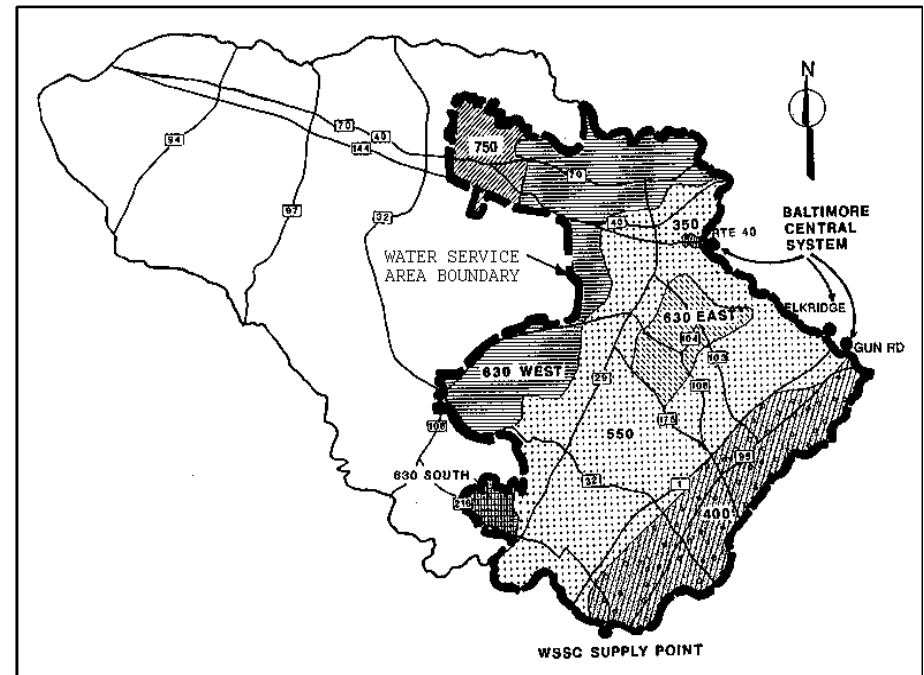 N
70
40
144
94
97
32
750
70
40
350
RTE 40
BALTIMORE
CENTRAL
SYSTEM
WATER SERVICE
AREA BOUNDARY
ELKRIDGE
GUN RD
630 EAST
104
103
630 WEST
29
108
108
175
550
95
630 SOUTH
32
1
216
400
WSSC SUPPLY POINT